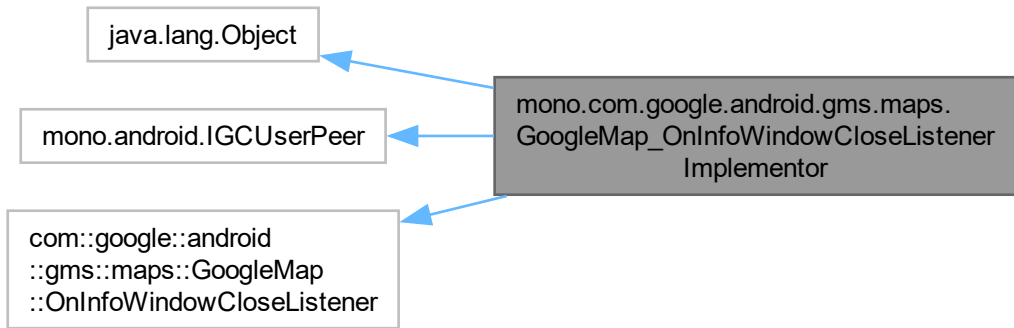 java.lang.Object
mono.android.IGCUserPeer
com::google::android
::gms::maps::GoogleMap
::OnInfoWindowCloseListener
mono.com.google.android.gms.maps.
GoogleMap_OnInfoWindowCloseListener
Implementor